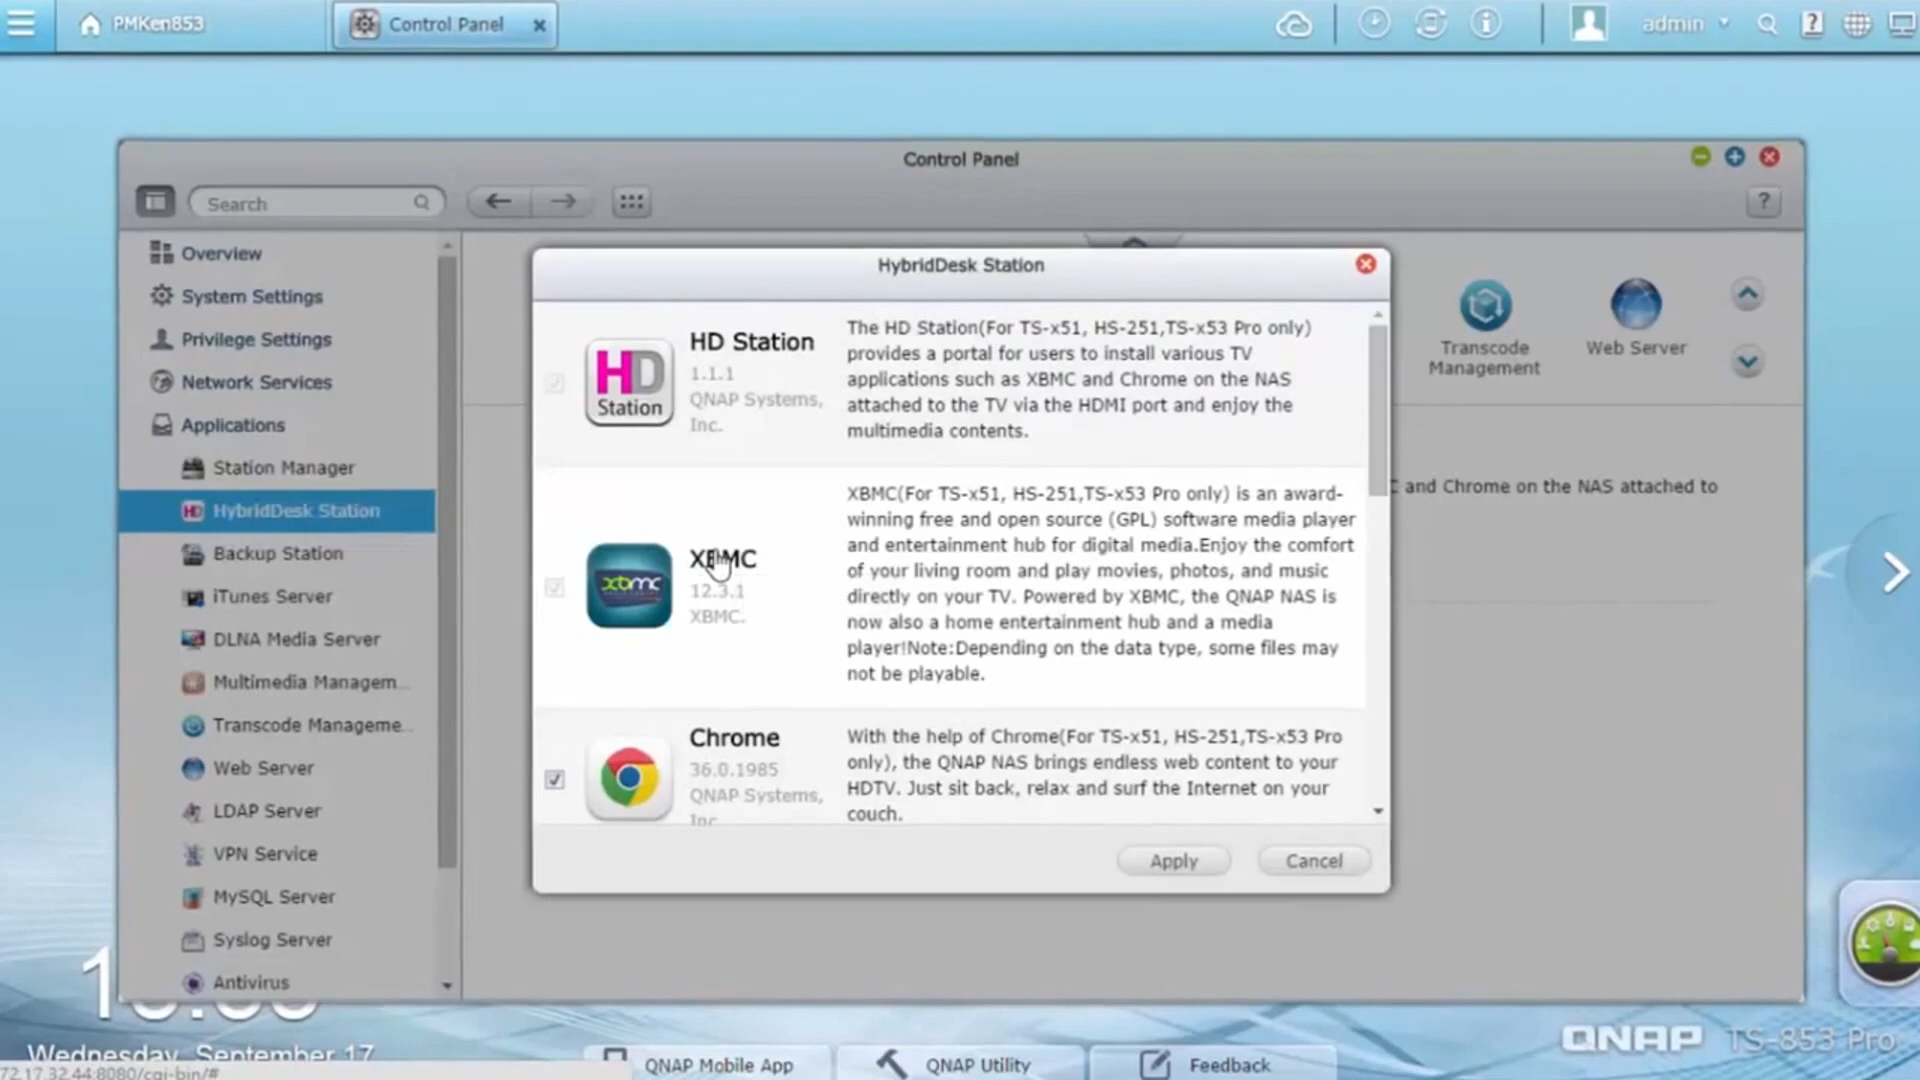 PMKen853
Control Panel
admin
Control Panel
Search
Overview
System Settings
Privilege Settings
Network Services
Applications
Station Manager
HybridDesk Station
Backup Station
iTunes Server
DLNA Media Server
Multimedia Managem...
Transcode Manageme...
Web Server
LDAP Server
VPN Service
MySQL Server
Syslog Server
Antivirus
HybridDesk Station
HD
Station
HD Station
1.1.1
QNAP Systems,
Inc.
The HD Station(For TS-x51, HS-251,TS-x53 Pro only)
provides a portal for users to install various TV
applications such as XBMC and Chrome on the NAS
attached to the TV via the HDMI port and enjoy the
multimedia contents.
xbmc
XBMC
12.3.1
XBMC.
XBMC(For TS-x51, HS-251,TS-x53 Pro only) is an award-
winning free and open source (GPL) software media player
and entertainment hub for digital media.Enjoy the comfort
of your living room and play movies, photos, and music
directly on your TV. Powered by XBMC, the QNAP NAS is
now also a home entertainment hub and a media
player!Note:Depending on the data type, some files may
not be playable.
Chrome
36.0.1985
QNAP Systems,
Inc
With the help of Chrome(For TS-x51, HS-251,TS-x53 Pro
only), the QNAP NAS brings endless web content to your
HDTV. Just sit back, relax and surf the Internet on your
couch.
Apply
Cancel
Transcode
Management
Web Server
and Chrome on the NAS attached to
Wednesday, September 17
72.17.32.44:8080/cgi-bin/#
QNAP Mobile App
QNAP Utility
Feedback
QNAP TS-853 Pro